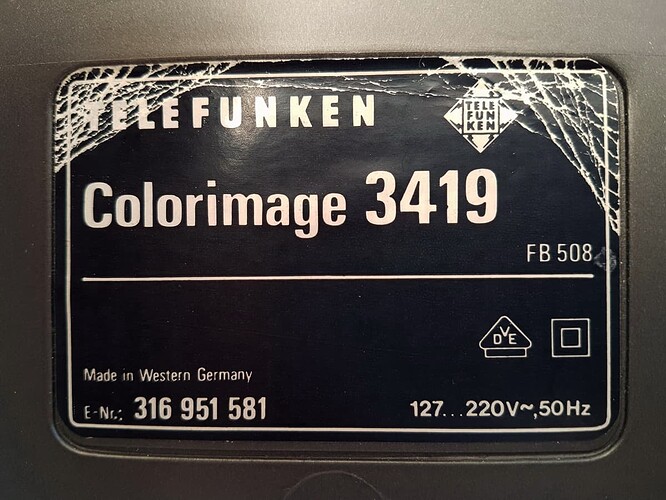 TELEFUNKEN
TELE
FUN
KEN
Colorimage 3419
FB 508
DVE
Made in Western Germany
E-Nr.: 316 951 581
127...220V~,50Hz